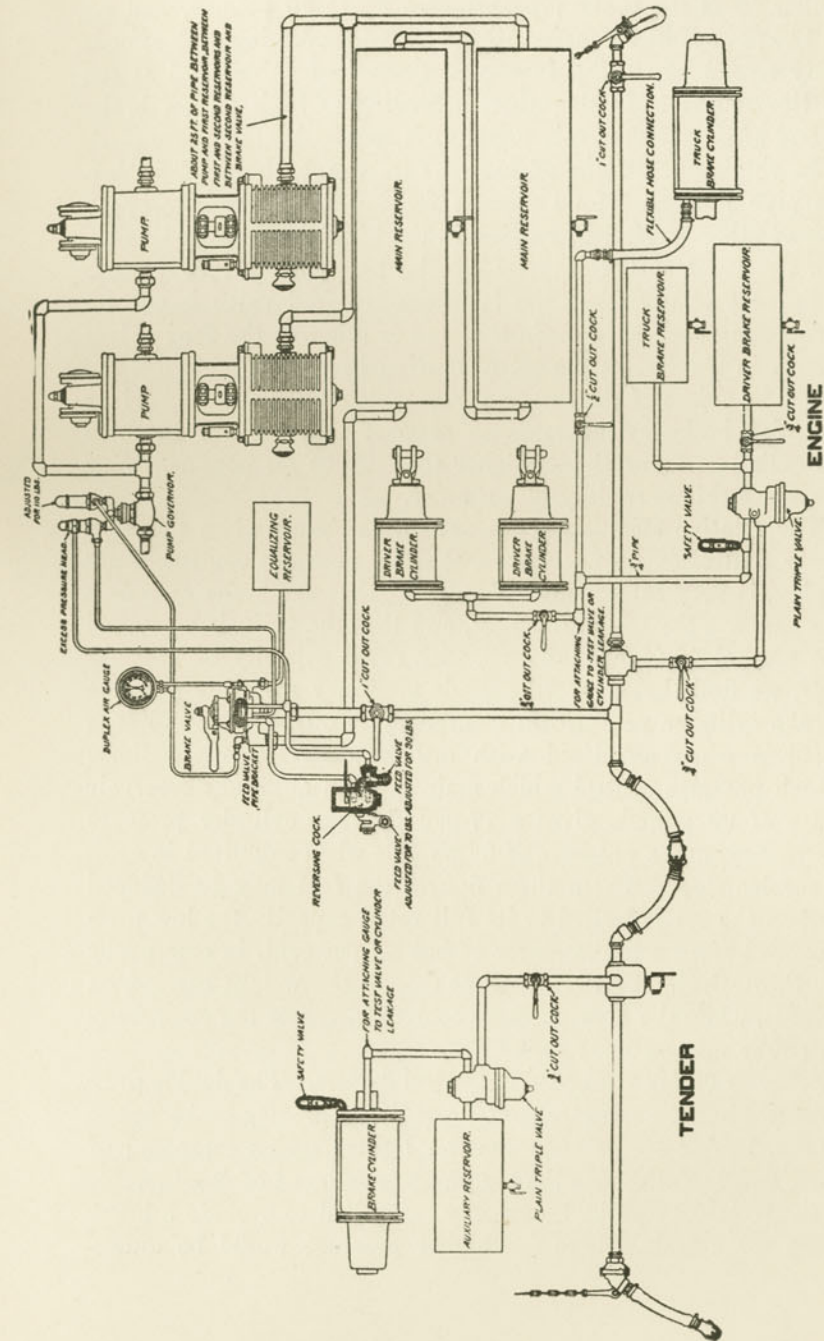 ABOUT 25 FT. OF PIPE BETWEEN
PUMP AND FIRST RESERVOIR, BETWEEN
FIRST AND SECOND RESERVOIRS AND
BETWEEN SECOND RESERVOIR AND
BRAKE VALVE.
PUMP
PUMP
ADJUSTED
FOR 110 LBS.
EXCESS PRESSURE HEAD.
PUMP GOVERNOR.
MAIN RESERVOIR.
MAIN RESERVOIR.
1" CUT OUT COCK
FLEXIBLE HOSE CONNECTION.
TRUCK
BRAKE CYLINDER
DUPLEX AIR GAUGE
BRAKE VALVE
FEED VALVE
PIPE BRACKET
EQUALIZING
RESERVOIR.
1" CUT OUT COCK
REVERSING COCK.
FEED VALVE
ADJUSTED FOR 70 LBS.
FEED VALVE
ADJUSTED FOR 90 LBS.
DRIVER
BRAKE
CYLINDER.
DRIVER
BRAKE
CYLINDER
CUT OUT COCK
CUT OUT COCK.
FOR ATTACHING
GAUGE TO TEST VALVE OR
CYLINDER LEAKAGE.
PIPE
TRUCK
BRAKE RESERVOIR.
DRIVER BRAKE RESERVOIR.
CUT OUT COCK
SAFETY VALVE.
PLAIN TRIPLE VALVE.
CUT OUT COCK
ENGINE
SAFETY VALVE
FOR ATTACHING GAUGE
TO TEST VALVE OR CYLINDER
LEAKAGE
BRAKE CYLINDER.
AUXILIARY RESERVOIR.
PLAIN TRIPLE VALVE
CUT OUT COCK
TENDER